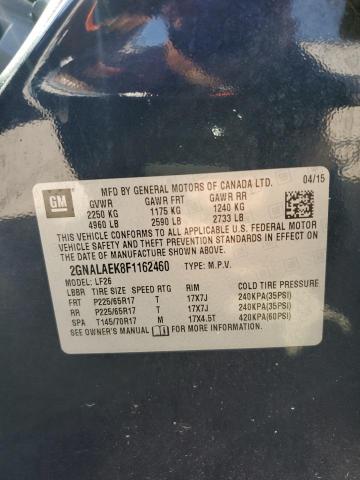 MFD BY GENERAL MOTORS OF CANADA LTD. 04/15
GM
GVWR GAWR FRT GAWR RR
2250 KG 1175 KG 1240 KG
4960 LB 2590 LB 2733 LB
THIS VEHICLE CONFORMS TO ALL APPLICABLE U.S. FEDERAL MOTOR
VEHICLE SAFETY AND THEFT PREVENTION STANDARDS IN EFFECT ON
THE DATE OF MANUFACTURE SHOWN ABOVE.
2GNALAEK8F1162460 TYPE: M.P.V.
MODEL: LF26
LBBR TIRE SIZE SPEED RTG RIM COLD TIRE PRESSURE
FRT P225/65R17 T 17X7J 240KPA(35PSI)
RR P225/65R17 T 17X7J 240KPA(35PSI)
SPA T145/70R17 M 17X4.5T 420KPA(60PSI)
SEE OWNER'S MANUAL FOR MORE INFORMATION.